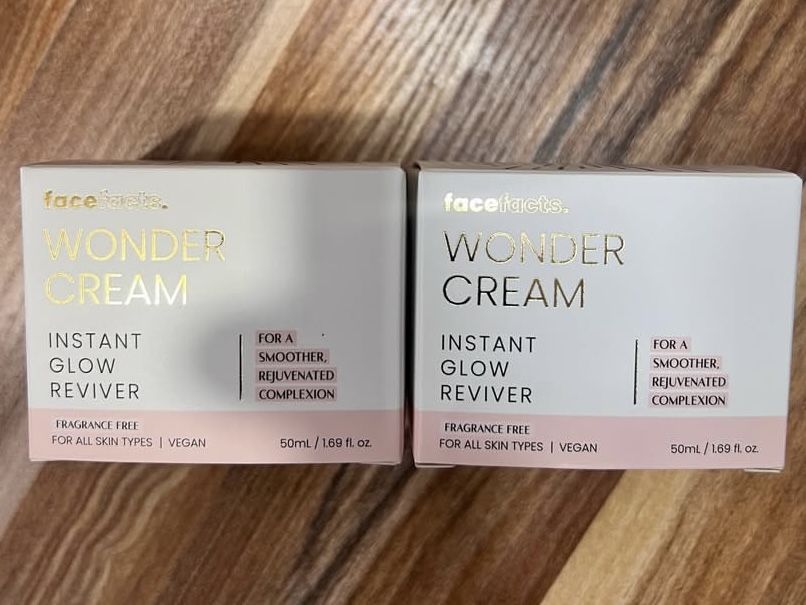 facefacts.
WONDER
CREAM
INSTANT
GLOW
REVIVER
FOR A
SMOOTHER,
REJUVENATED
COMPLEXION
FRAGRANCE FREE
FOR ALL SKIN TYPES | VEGAN
50mL / 1.69 fl. oz.
facefacts.
WONDER
CREAM
INSTANT
GLOW
REVIVER
FOR A
SMOOTHER,
REJUVENATED
COMPLEXION
FRAGRANCE FREE
FOR ALL SKIN TYPES | VEGAN
50mL / 1.69 fl. oz.